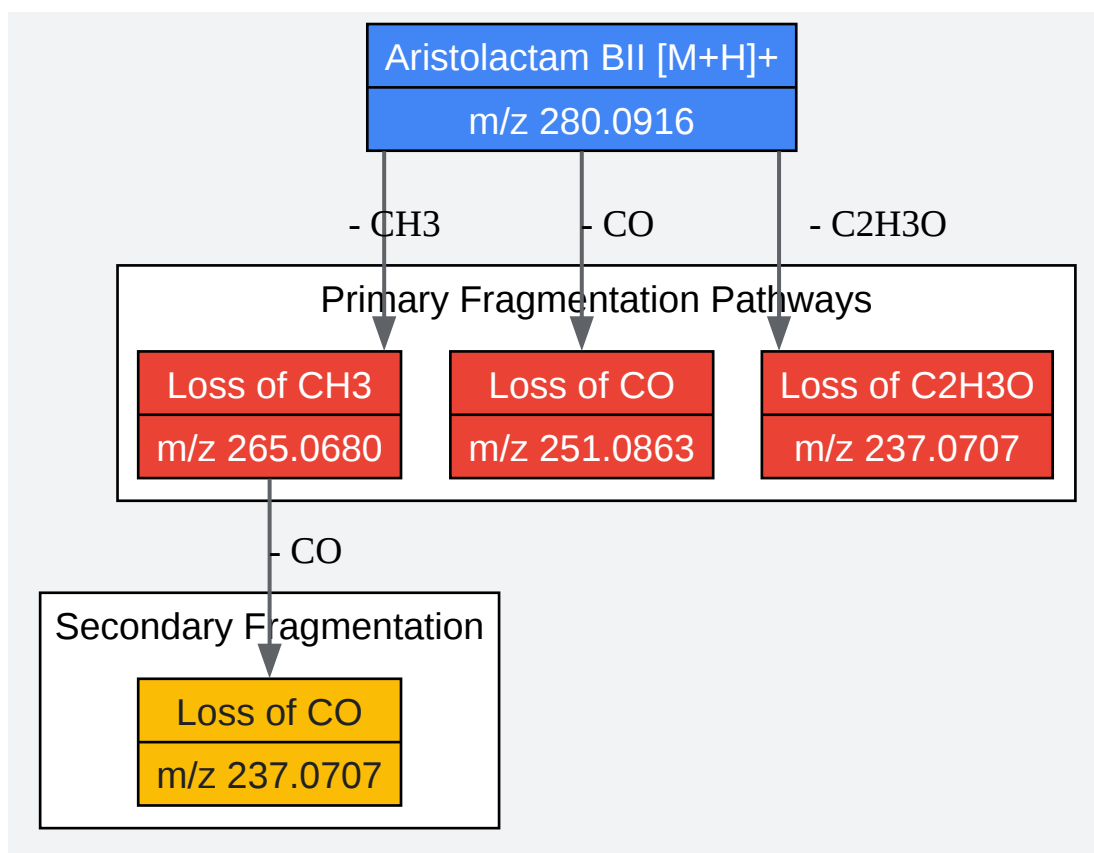 Aristolactam BII [M+H]+
m/z 280.0916
- CH3
- CO
- C2H3O
Primary Fragmentation Pathways
Loss of CH3
m/z 265.0680
Loss of CO
m/z 251.0863
Loss of C2H3O
m/z 237.0707
- CO
Secondary Fragmentation
Loss of CO
m/z 237.0707